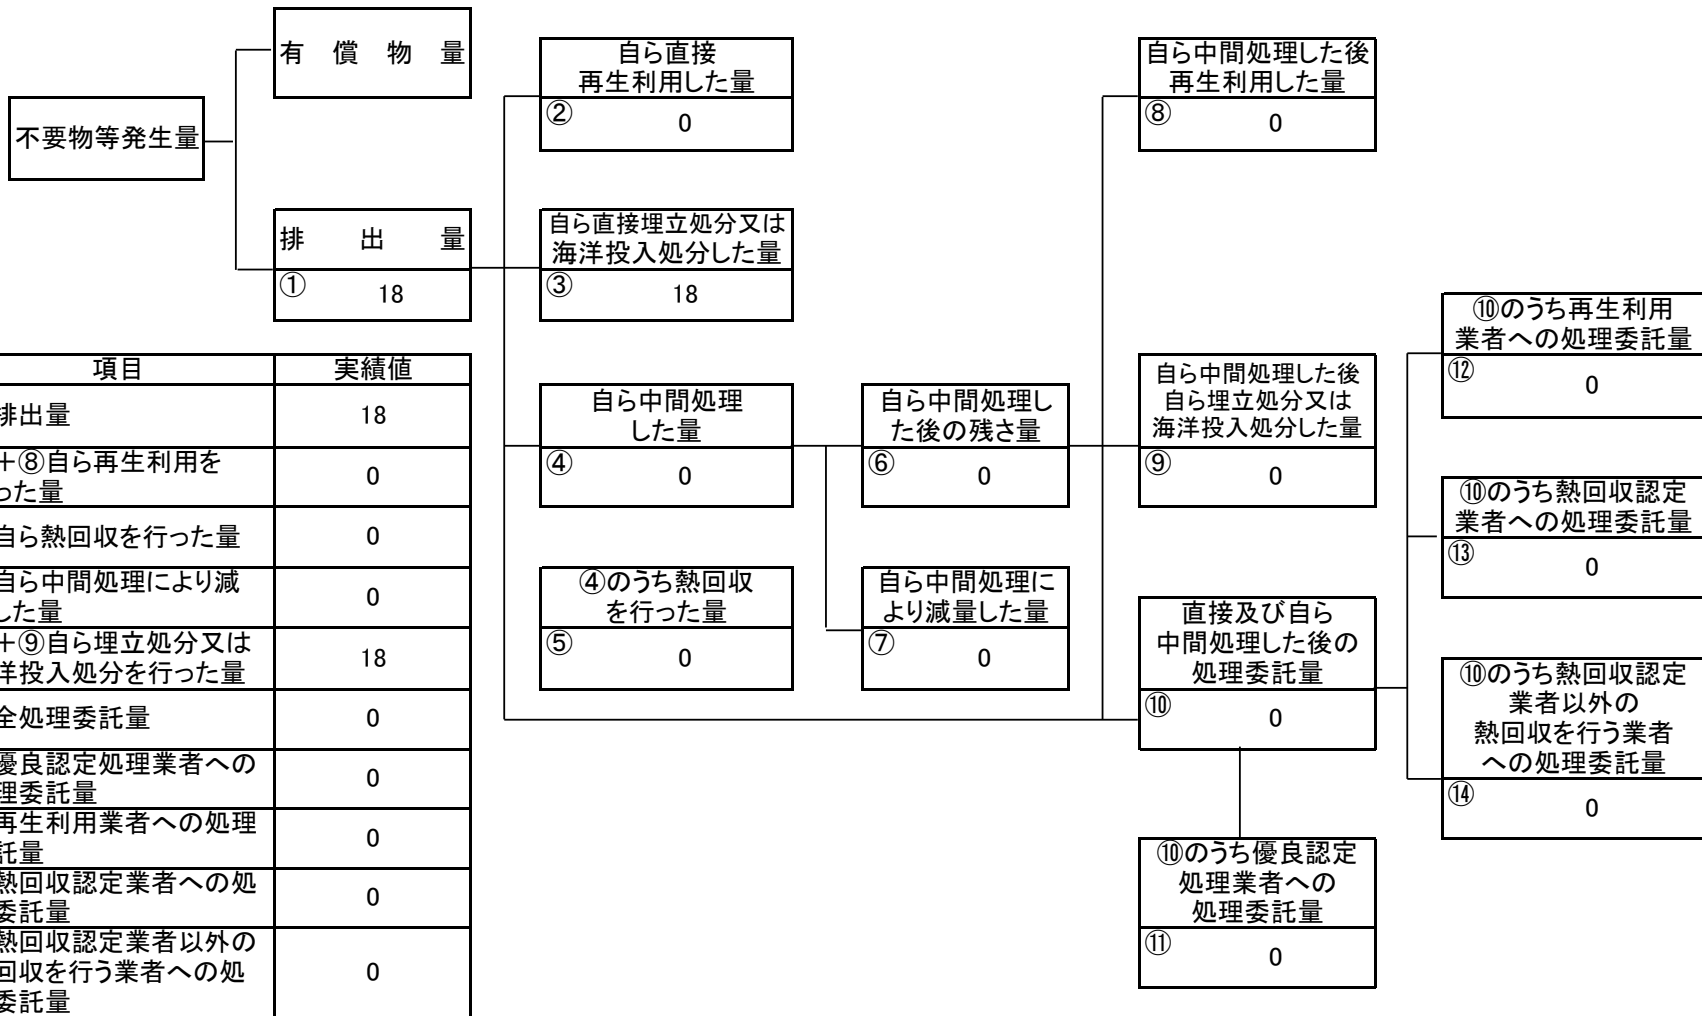 不要物等発生量
有償物量
排出量
① 18
自ら直接
再生利用した量
② 0
自ら直接埋立処分又は
海洋投入処分した量
③ 18
自ら中間処理
した量
④ 0
④のうち熱回収
を行った量
⑤ 0
自ら中間処理し
た後の残さ量
⑥ 0
自ら中間処理に
より減量した量
⑦ 0
自ら中間処理した後
再生利用した量
⑧ 0
自ら中間処理した後
自ら埋立処分又は
海洋投入処分した量
⑨ 0
直接及び自ら
中間処理した後の
処理委託量
⑩ 0
⑩のうち優良認定
処理業者への
処理委託量
⑪ 0
⑩のうち再生利用
業者への処理委託量
⑫ 0
⑩のうち熱回収認定
業者への処理委託量
⑬ 0
⑩のうち熱回収認定
業者以外の
熱回収を行う業者
への処理委託量
⑭ 0
項目 実績値
排出量 18
+⑧自ら再生利用を
った量 0
自ら熱回収を行った量 0
自ら中間処理により減
した量 0
+⑨自ら埋立処分又は
洋投入処分を行った量 18
全処理委託量 0
優良認定処理業者への
理委託量 0
再生利用業者への処理
託量 0
熱回収認定業者への処
委託量 0
熱回収認定業者以外の
回収を行う業者への処
委託量 0